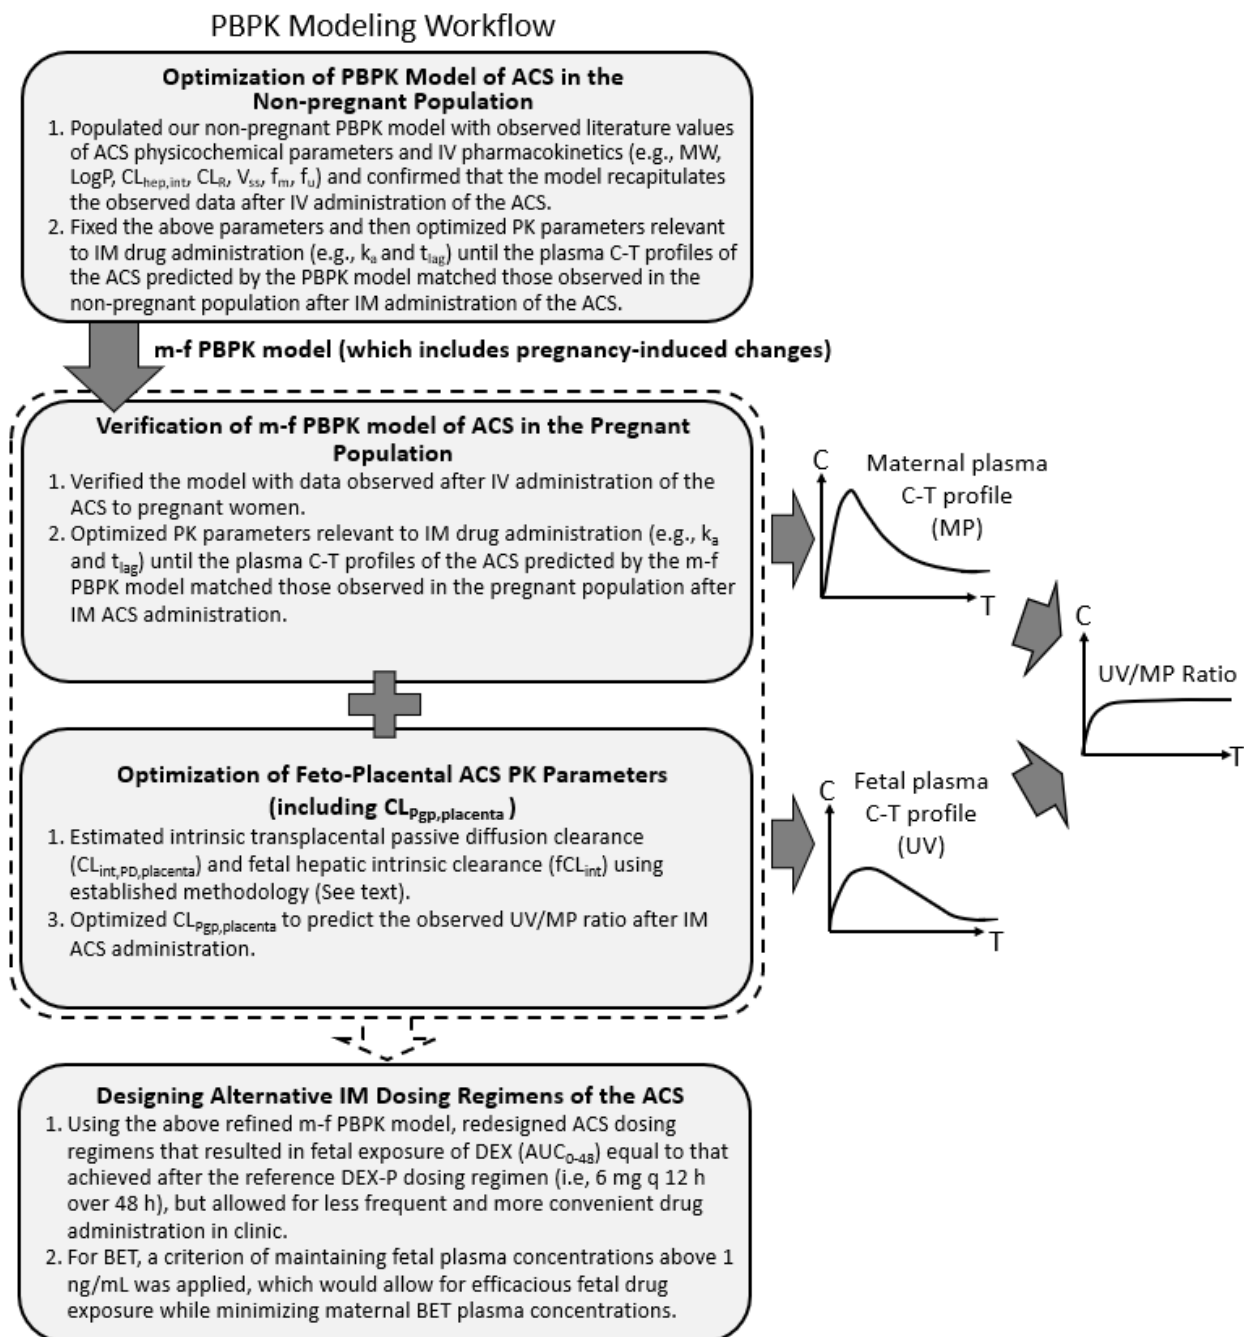 PBPK Modeling Workflow
Optimization of PBPK Model of ACS in the
Non-pregnant Population
1. Populated our non-pregnant PBPK model with observed literature values
of ACS physicochemical parameters and IV pharmacokinetics (e.g., MW,
LogP, CLhep,int, CLR, Vss, fm, fu) and confirmed that the model recapitulates
the observed data after IV administration of the ACS.
2. Fixed the above parameters and then optimized PK parameters relevant
to IM drug administration (e.g., ka and tlag) until the plasma C-T profiles of
the ACS predicted by the PBPK model matched those observed in the
non-pregnant population after IM administration of the ACS.
m-f PBPK model (which includes pregnancy-induced changes)
Verification of m-f PBPK model of ACS in the Pregnant
Population
1. Verified the model with data observed after IV administration of the
ACS to pregnant women.
2. Optimized PK parameters relevant to IM drug administration (e.g., ka
and tlag) until the plasma C-T profiles of the ACS predicted by the m-f
PBPK model matched those observed in the pregnant population after
IM ACS administration.
C
Maternal plasma
C-T profile
(MP)
T
C
UV/MP Ratio
T
Optimization of Feto-Placental ACS PK Parameters
(including CLPgp,placenta )
1. Estimated intrinsic transplacental passive diffusion clearance
(CLint,PD,placenta) and fetal hepatic intrinsic clearance (fCLint) using
established methodology (See text).
3. Optimized CLPgp,placenta to predict the observed UV/MP ratio after IM
ACS administration.
C
Fetal plasma
C-T profile
(UV)
T
Designing Alternative IM Dosing Regimens of the ACS
1. Using the above refined m-f PBPK model, redesigned ACS dosing
regimens that resulted in fetal exposure of DEX (AUC0-48) equal to that
achieved after the reference DEX-P dosing regimen (i.e, 6 mg q 12 h
over 48 h), but allowed for less frequent and more convenient drug
administration in clinic.
2. For BET, a criterion of maintaining fetal plasma concentrations above 1
ng/mL was applied, which would allow for efficacious fetal drug
exposure while minimizing maternal BET plasma concentrations.